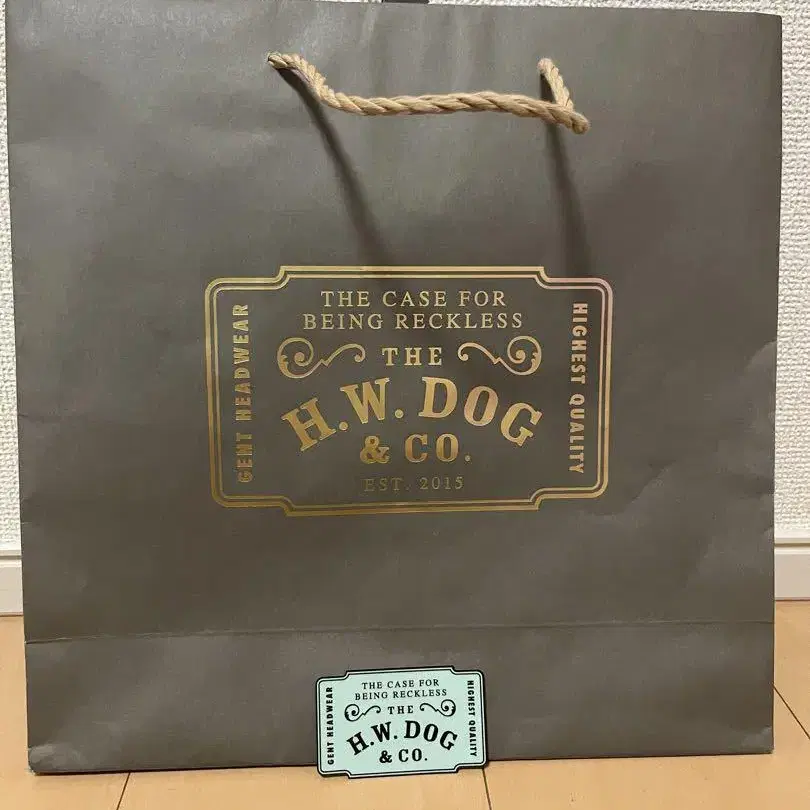 THE CASE FOR
BEING RECKLESS
GENT HEADWEAR
THE
H.W. DOG
& CO.
HIGHEST QUALITY
EST. 2015
THE CASE FOR
BEING RECKLESS
GENT HEADWEAR
THE
H.W. DOG
& CO.
HIGHEST QUALITY